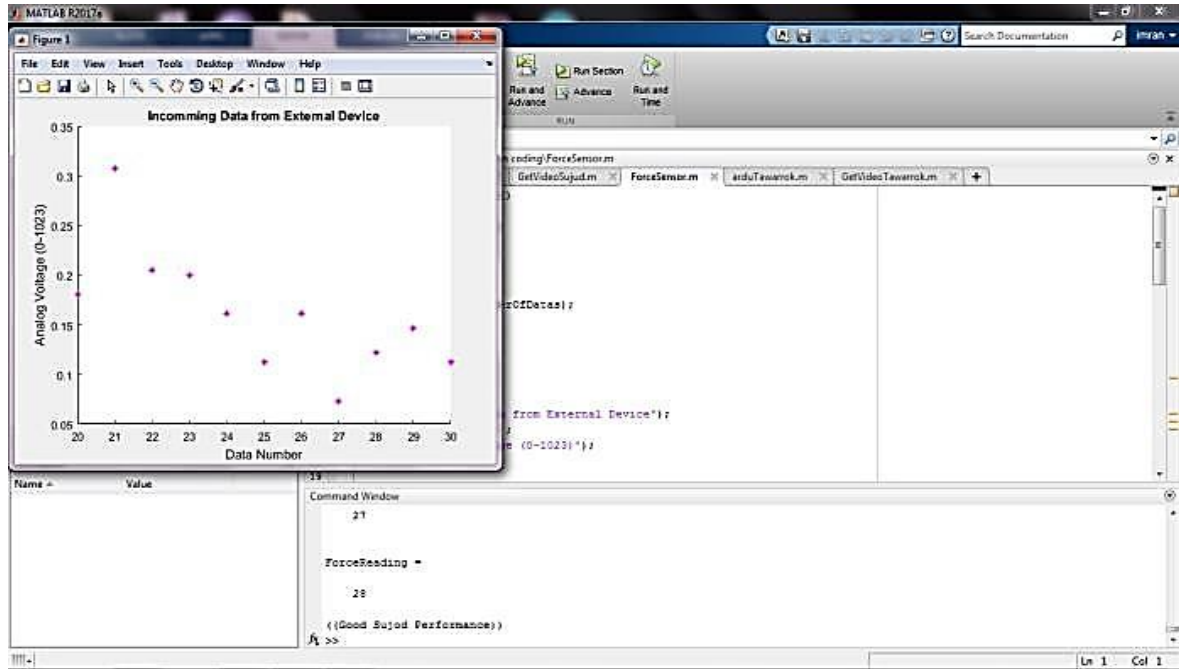 MATLAB R2017a
Figure 1
File Edit View Insert Tools Desktop Window Help
Incomming Data from External Device
0.35
0.3
0.25
0.2
0.15
0.1
0.05
Analog Voltage (0-1023)
20 21 22 23 24 25 26 27 28 29 30
Data Number
Search Documentation
imran
Run and Advance
Run Section
Advance
Run and Time
RUN
coding\ForceSensor.m
GetVideoSujud.m
ForceSensor.m
arduTawarrok.m
GetVideoTawarrok.m
rOfDatas);
from External Device");
(0-1023)");
19
Name
Value
Command Window
27
ForceReading =
28
((Good Sujod Performance))
fx >>
Ln 1 Col 1